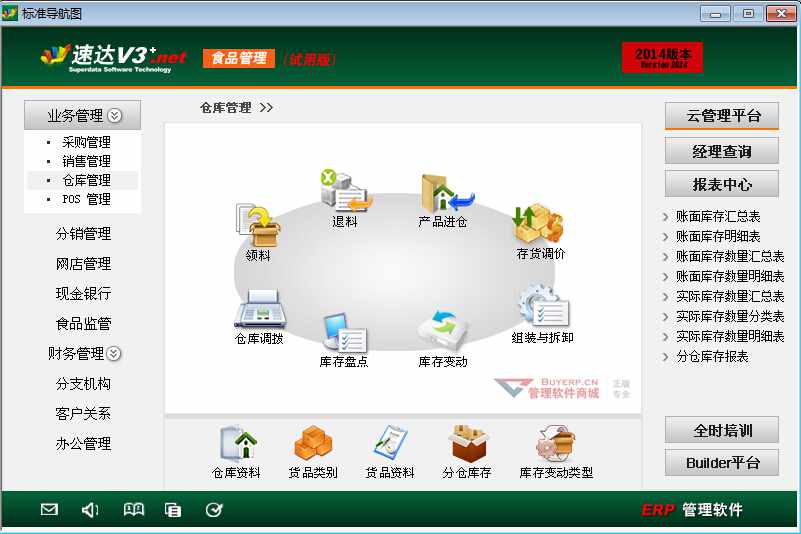 标准导航图
速达V3+.net
Superdata Software Technology
食品管理
(试用版)
2014版本
Version 2014
业务管理
采购管理
销售管理
仓库管理
POS 管理
分销管理
网店管理
现金银行
食品监管
财务管理
分支机构
客户关系
办公管理
仓库管理 >>
领料
退料
产品进仓
存货调价
仓库调拨
库存盘点
库存变动
组装与拆卸
BUYERP.CN
管理软件商城
正版
专业
仓库资料
货品类别
货品资料
分仓库存
库存变动类型
云管理平台
经理查询
报表中心
账面库存汇总表
账面库存明细表
账面库存数量汇总表
账面库存数量明细表
实际库存数量汇总表
实际库存数量分类表
实际库存数量明细表
分仓库存报表
全时培训
Builder平台
ERP 管理软件